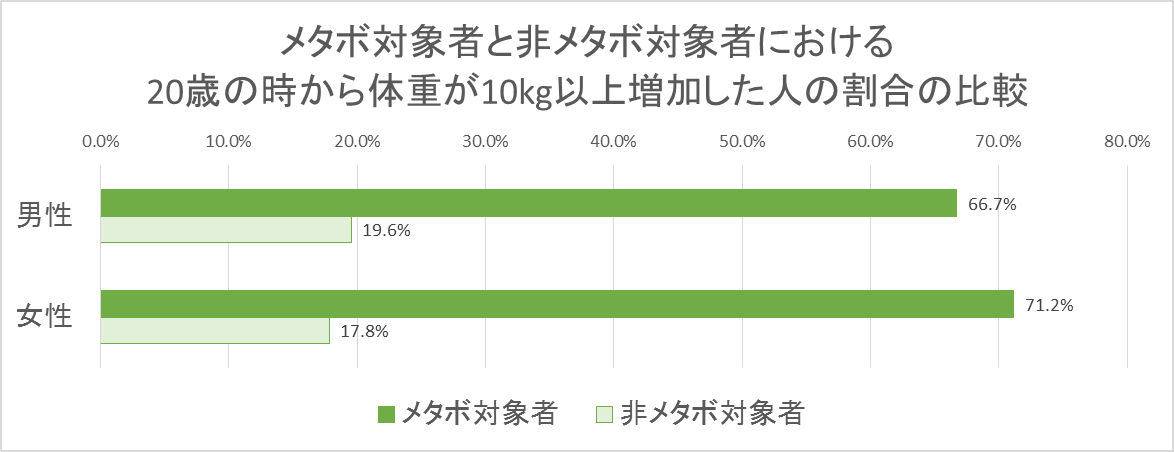 メタボ対象者と非メタボ対象者における
20歳の時から体重が10kg以上増加した人の割合の比較
0.0% 10.0% 20.0% 30.0% 40.0% 50.0% 60.0% 70.0% 80.0%
男性
66.7%
19.6%
女性
71.2%
17.8%
メタボ対象者 非メタボ対象者